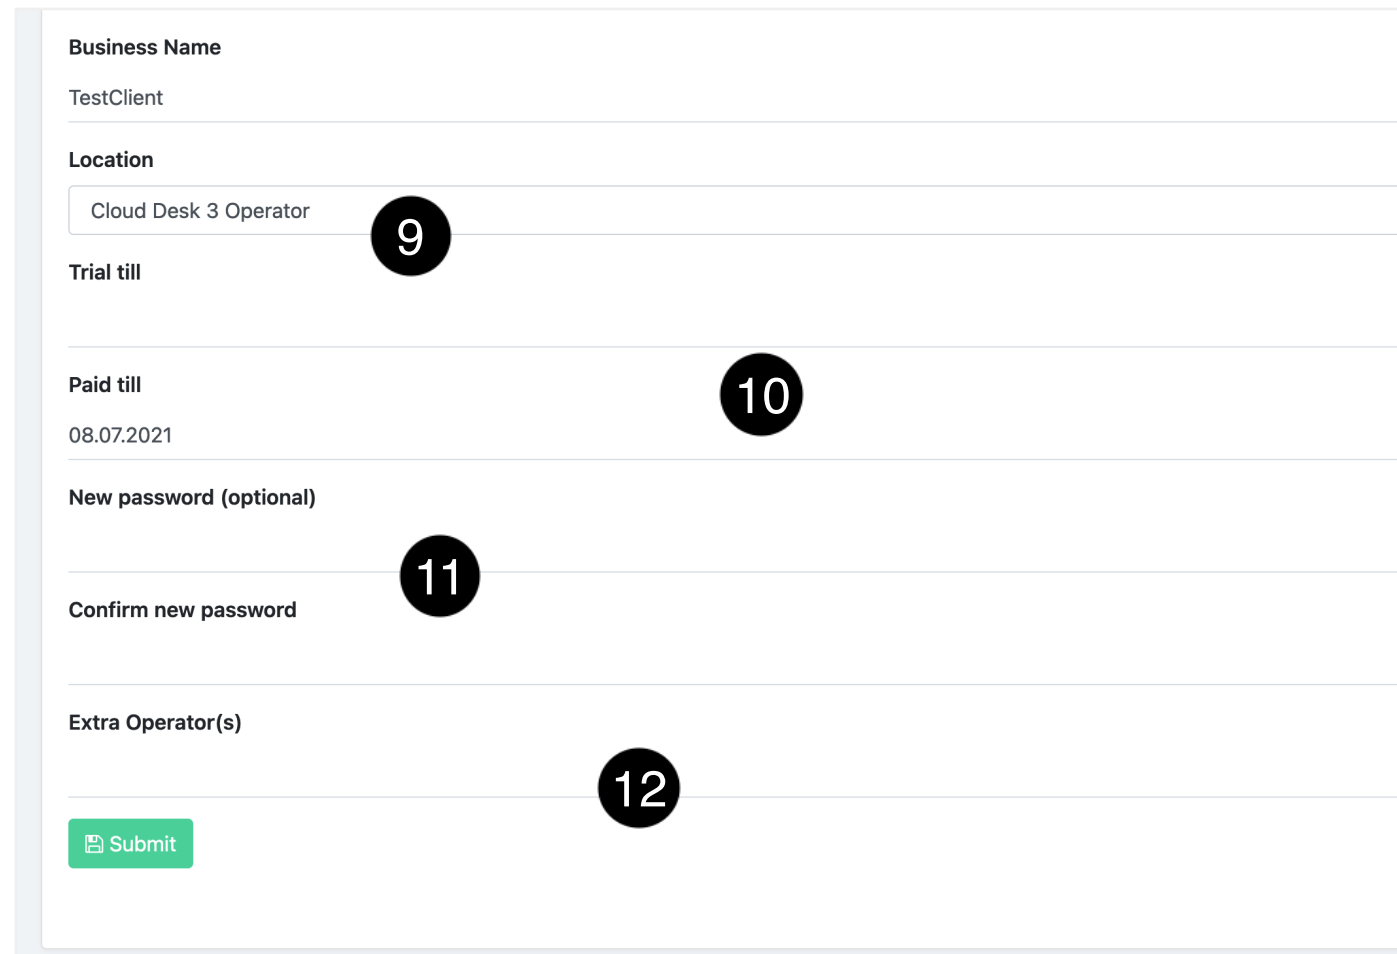 Business Name
TestClient
Location
Cloud Desk 3 Operator
9
Trial till
10
Paid till
08.07.2021
New password (optional)
11
Confirm new password
Extra Operator(s)
12
Submit